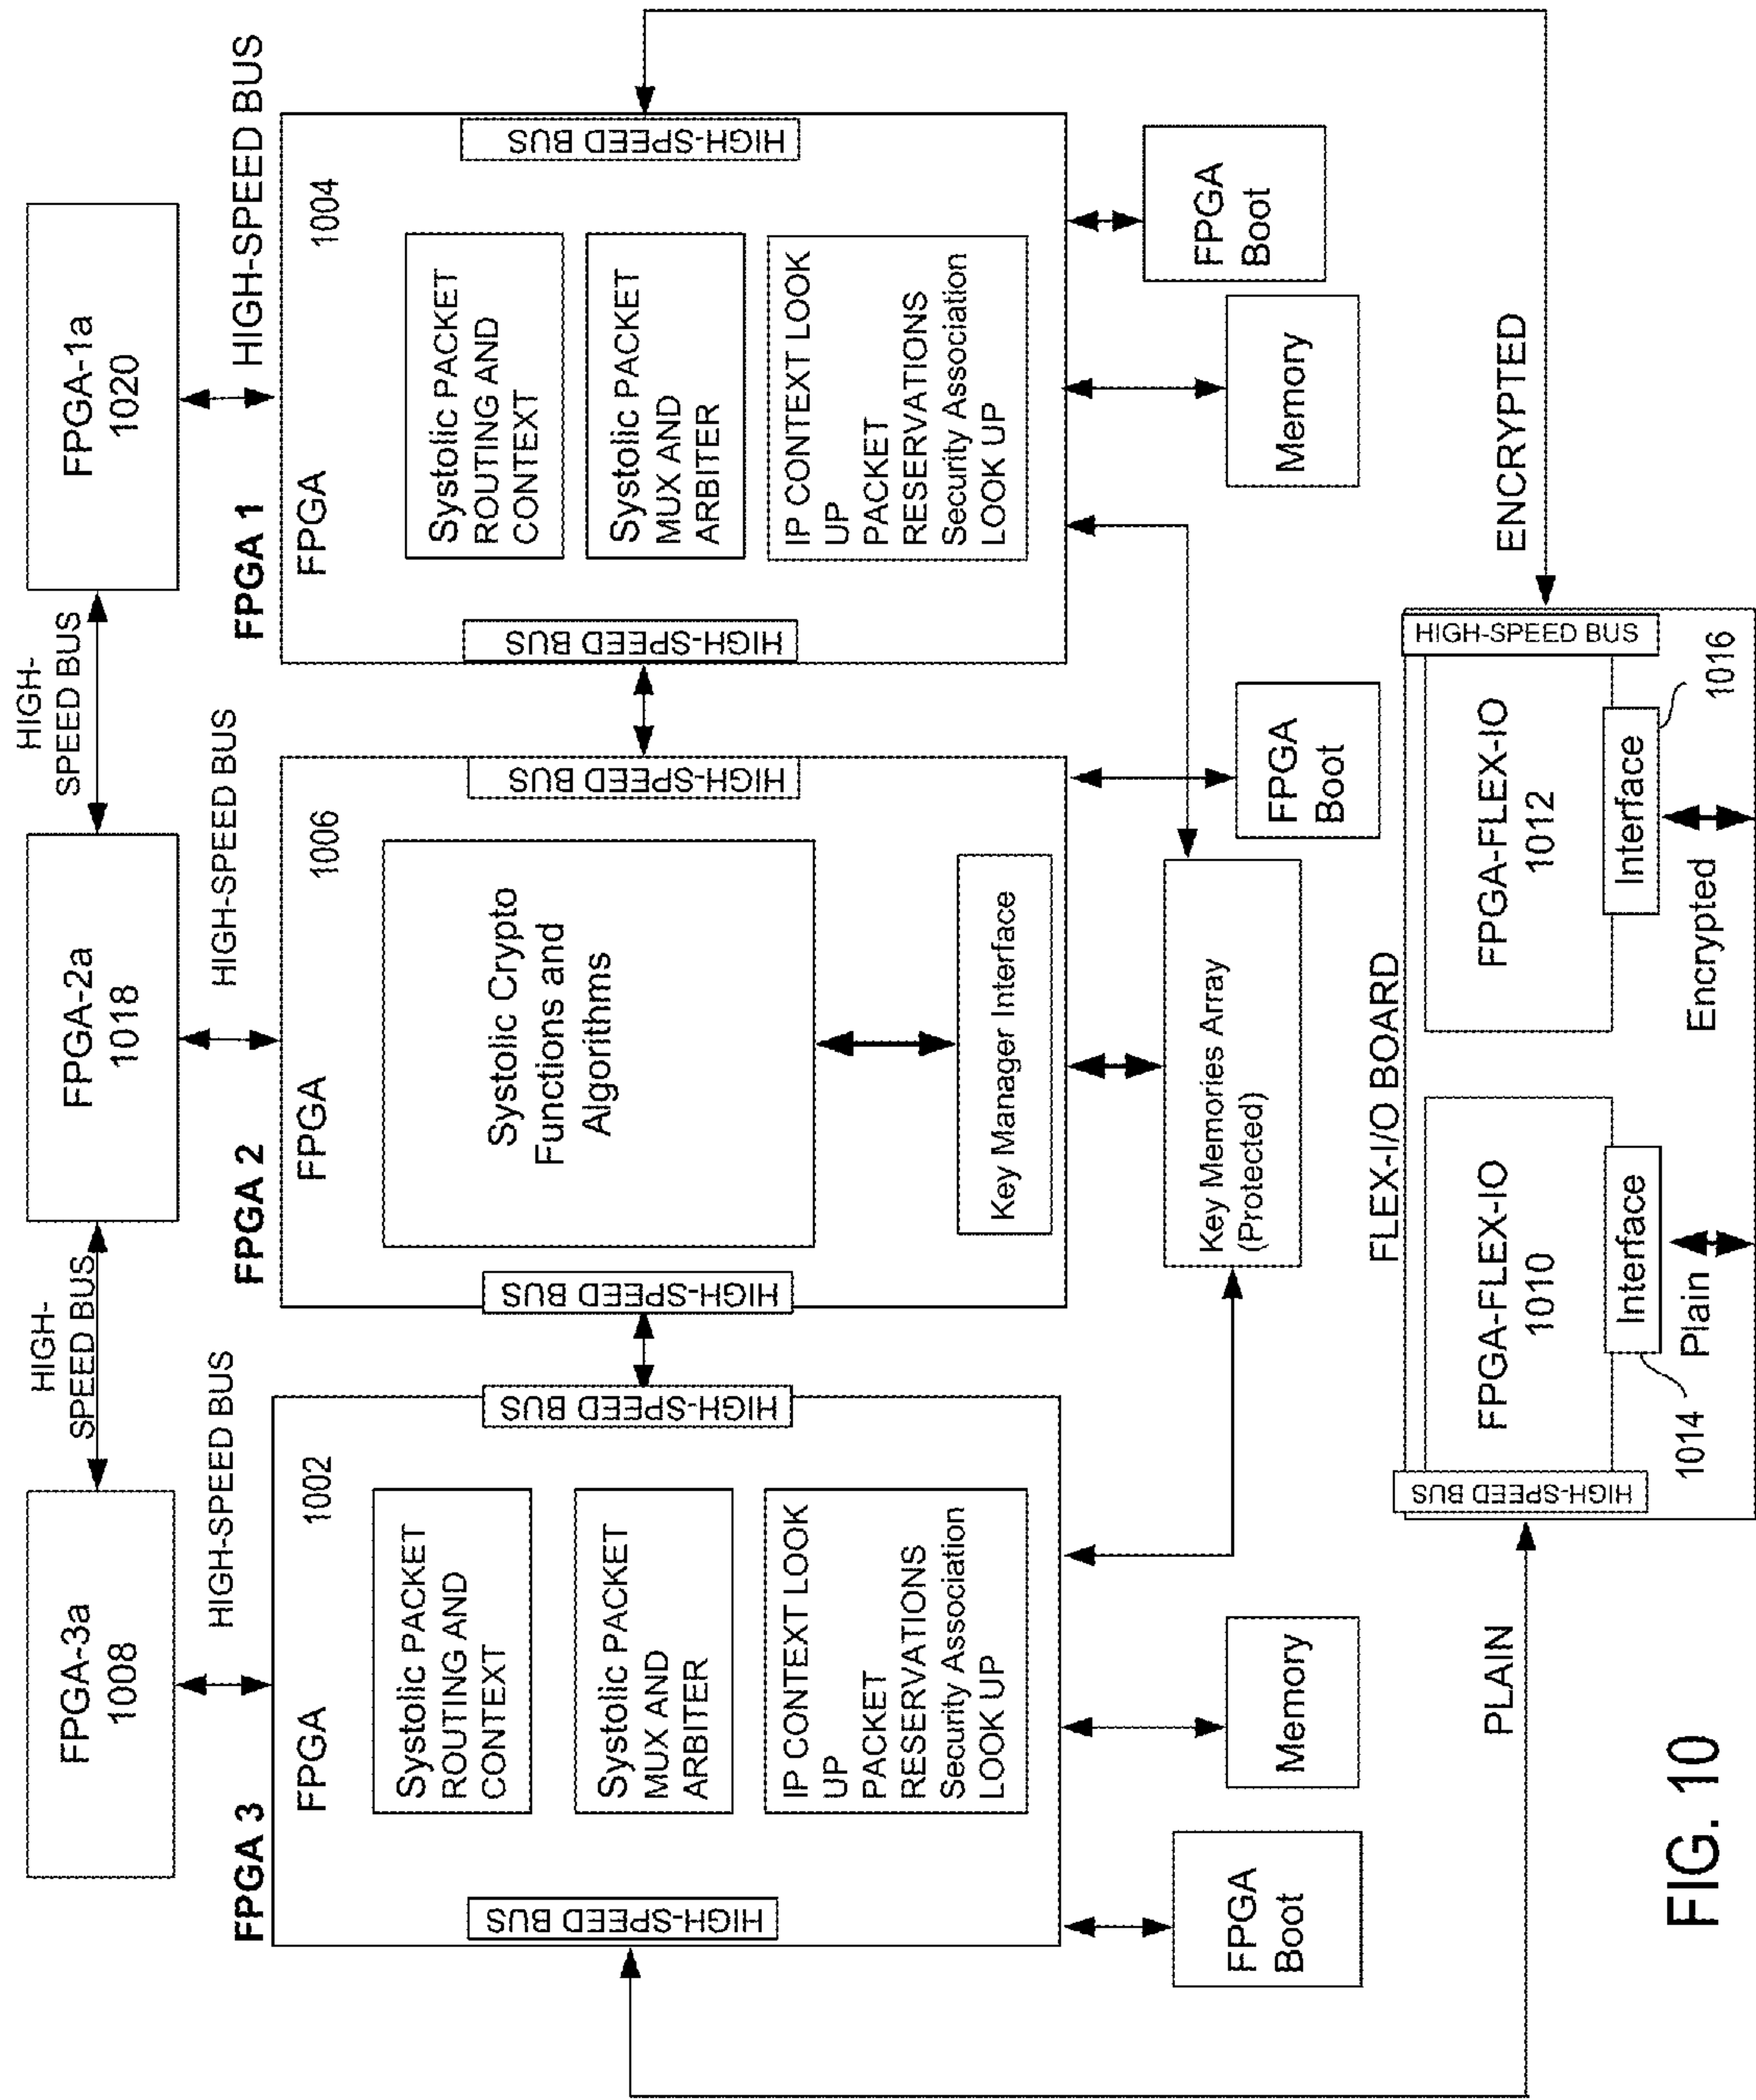 FPGA-3a
1008
HIGH-
SPEED BUS
FPGA-2a
1018
HIGH-
SPEED BUS
FPGA-1a
1020
HIGH-SPEED BUS
HIGH-SPEED BUS
HIGH-SPEED BUS
FPGA 3
FPGA
1002
Systolic PACKET
ROUTING AND
CONTEXT
Systolic PACKET
MUX AND
ARBITER
IP CONTEXT LOOK
UP
PACKET
RESERVATIONS
Security Association
LOOK UP
HIGH-SPEED BUS
HIGH-SPEED BUS
FPGA 2
FPGA
1006
Systolic Crypto
Functions and
Algorithms
Key Manager Interface
HIGH-SPEED BUS
HIGH-SPEED BUS
FPGA 1
FPGA
1004
Systolic PACKET
ROUTING AND
CONTEXT
Systolic PACKET
MUX AND
ARBITER
IP CONTEXT LOOK
UP
PACKET
RESERVATIONS
Security Association
LOOK UP
HIGH-SPEED BUS
HIGH-SPEED BUS
FPGA
Boot
Memory
Key Memories Array
(Protected)
FPGA
Boot
Memory
FPGA
Boot
PLAIN
ENCRYPTED
FLEX-I/O BOARD
HIGH-SPEED BUS
FPGA-FLEX-IO
1010
FPGA-FLEX-IO
1012
HIGH-SPEED BUS
Interface
Interface
1014
Plain
Encrypted
1016
FIG. 10